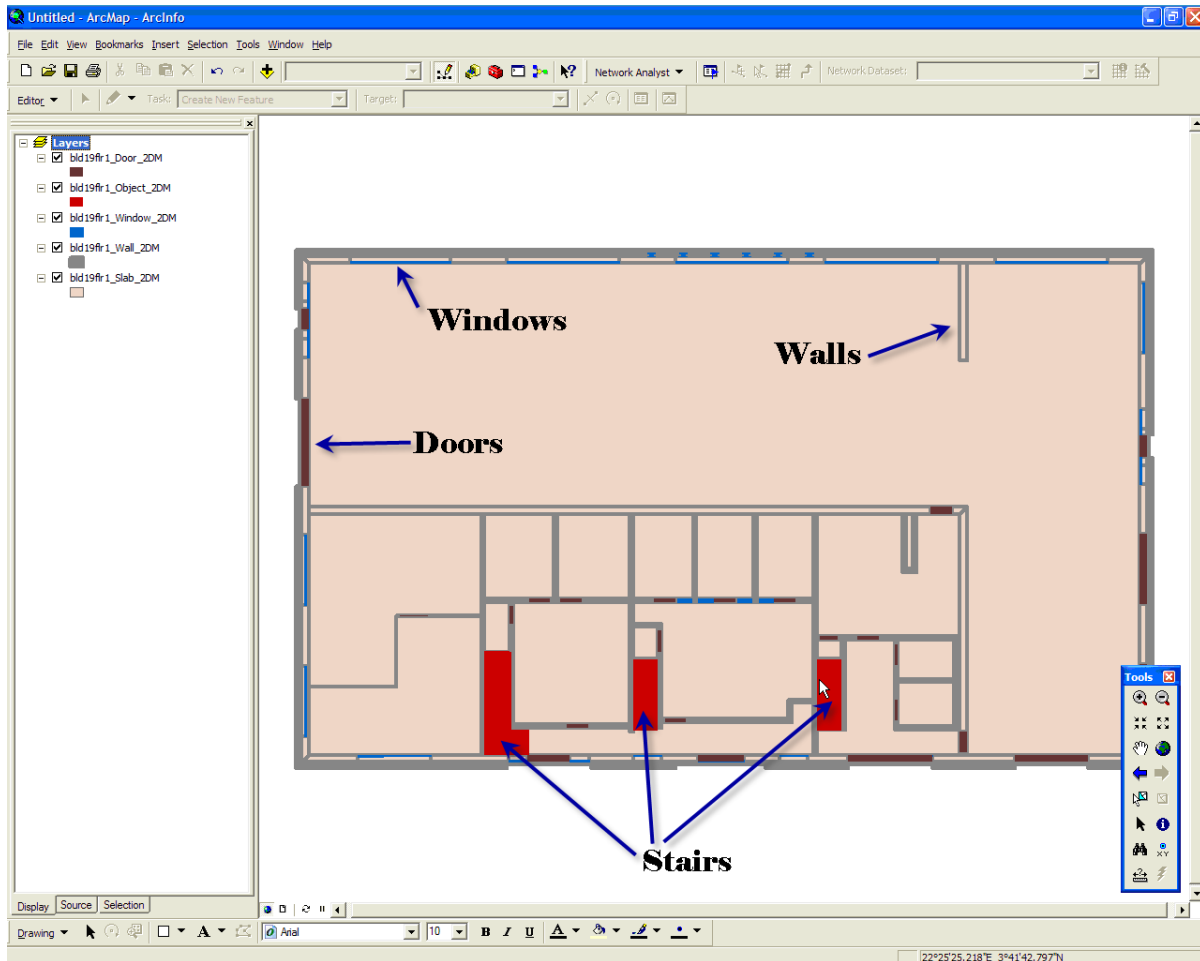 Untitled - ArcMap - ArcInfo
File Edit View Bookmarks Insert Selection Tools Window Help
Network Analyst Network Dataset:
Editor Task: Create New Feature Target:
Layers
bld19flr1_Door_2DM
bld19flr1_Object_2DM
bld19flr1_Window_2DM
bld19flr1_Wall_2DM
bld19flr1_Slab_2DM
Windows
Walls
Doors
Stairs
Tools
XY
Display Source Selection
Drawing A Arial 10 B I U A
22°25'25.218"E 3°41'42.797"N